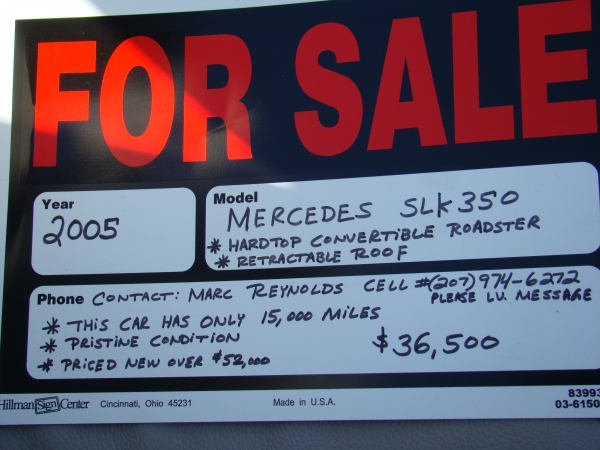 FOR SALE
Year
2005
Model
MERCEDES SLK350
* HARDTOP CONVERTIBLE ROADSTER
* RETRACTABLE ROOF
Phone CONTACT: MARC REYNOLDS CELL #(207) 974-6272
PLEASE LV. MESSAGE
* THIS CAR HAS ONLY 15,000 MILES
* PRISTINE CONDITION
* PRICED NEW OVER $52,000
$36,500
Hillman Sign Center Cincinnati, Ohio 45231 Made in U.S.A.
83993
03-6150